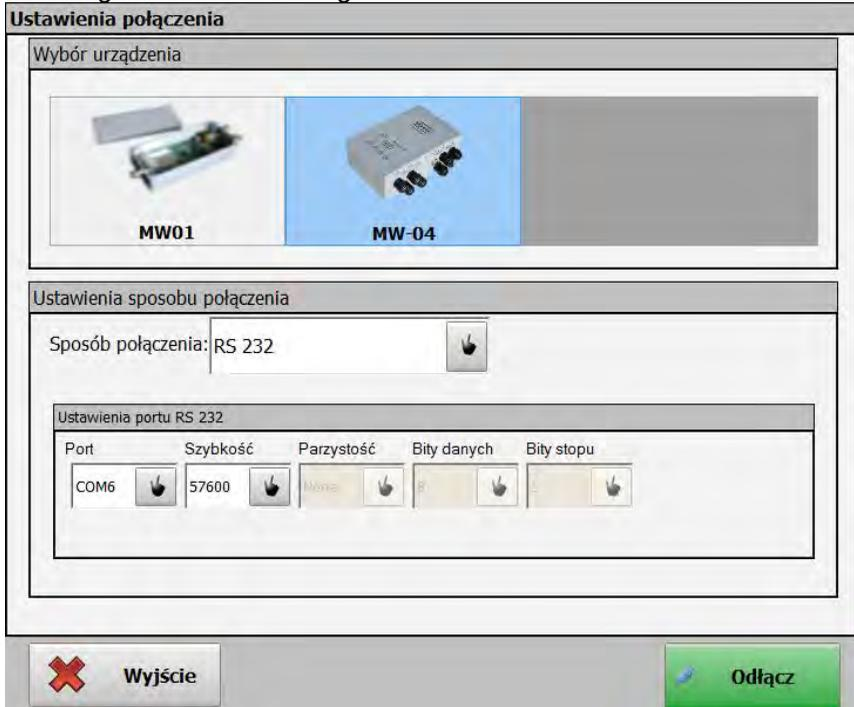 Ustawienia połączenia
Wybór urządzenia
MW01 MW-04
Ustawienia sposobu połączenia
Sposób połączenia: RS 232
Ustawienia portu RS 232
Port Szybkość Parzystość Bity danych Bity stopu
COM6 57600 None 8
Wyjście Odłącz